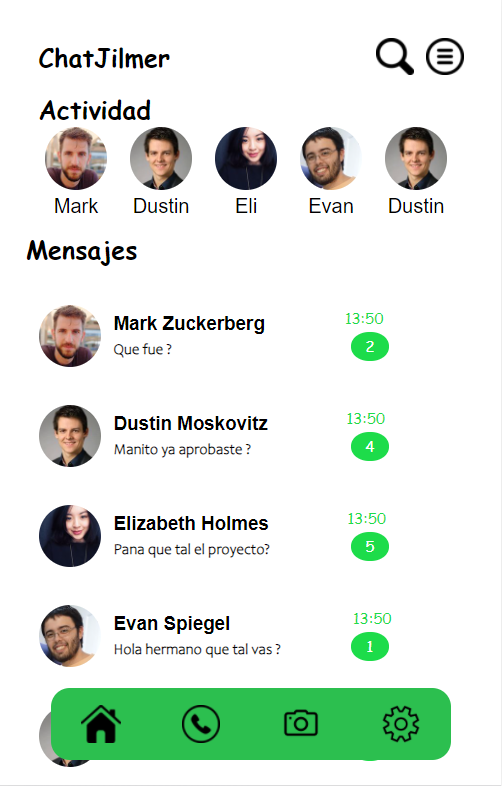 ChatJilmer
Actividad
Mark Dustin Eli Evan Dustin
Mensajes
Mark Zuckerberg 13:50
Que fue ? 2
Dustin Moskovitz 13:50
Manito ya aprobaste ? 4
Elizabeth Holmes 13:50
Pana que tal el proyecto? 5
Evan Spiegel 13:50
Hola hermano que tal vas ? 1